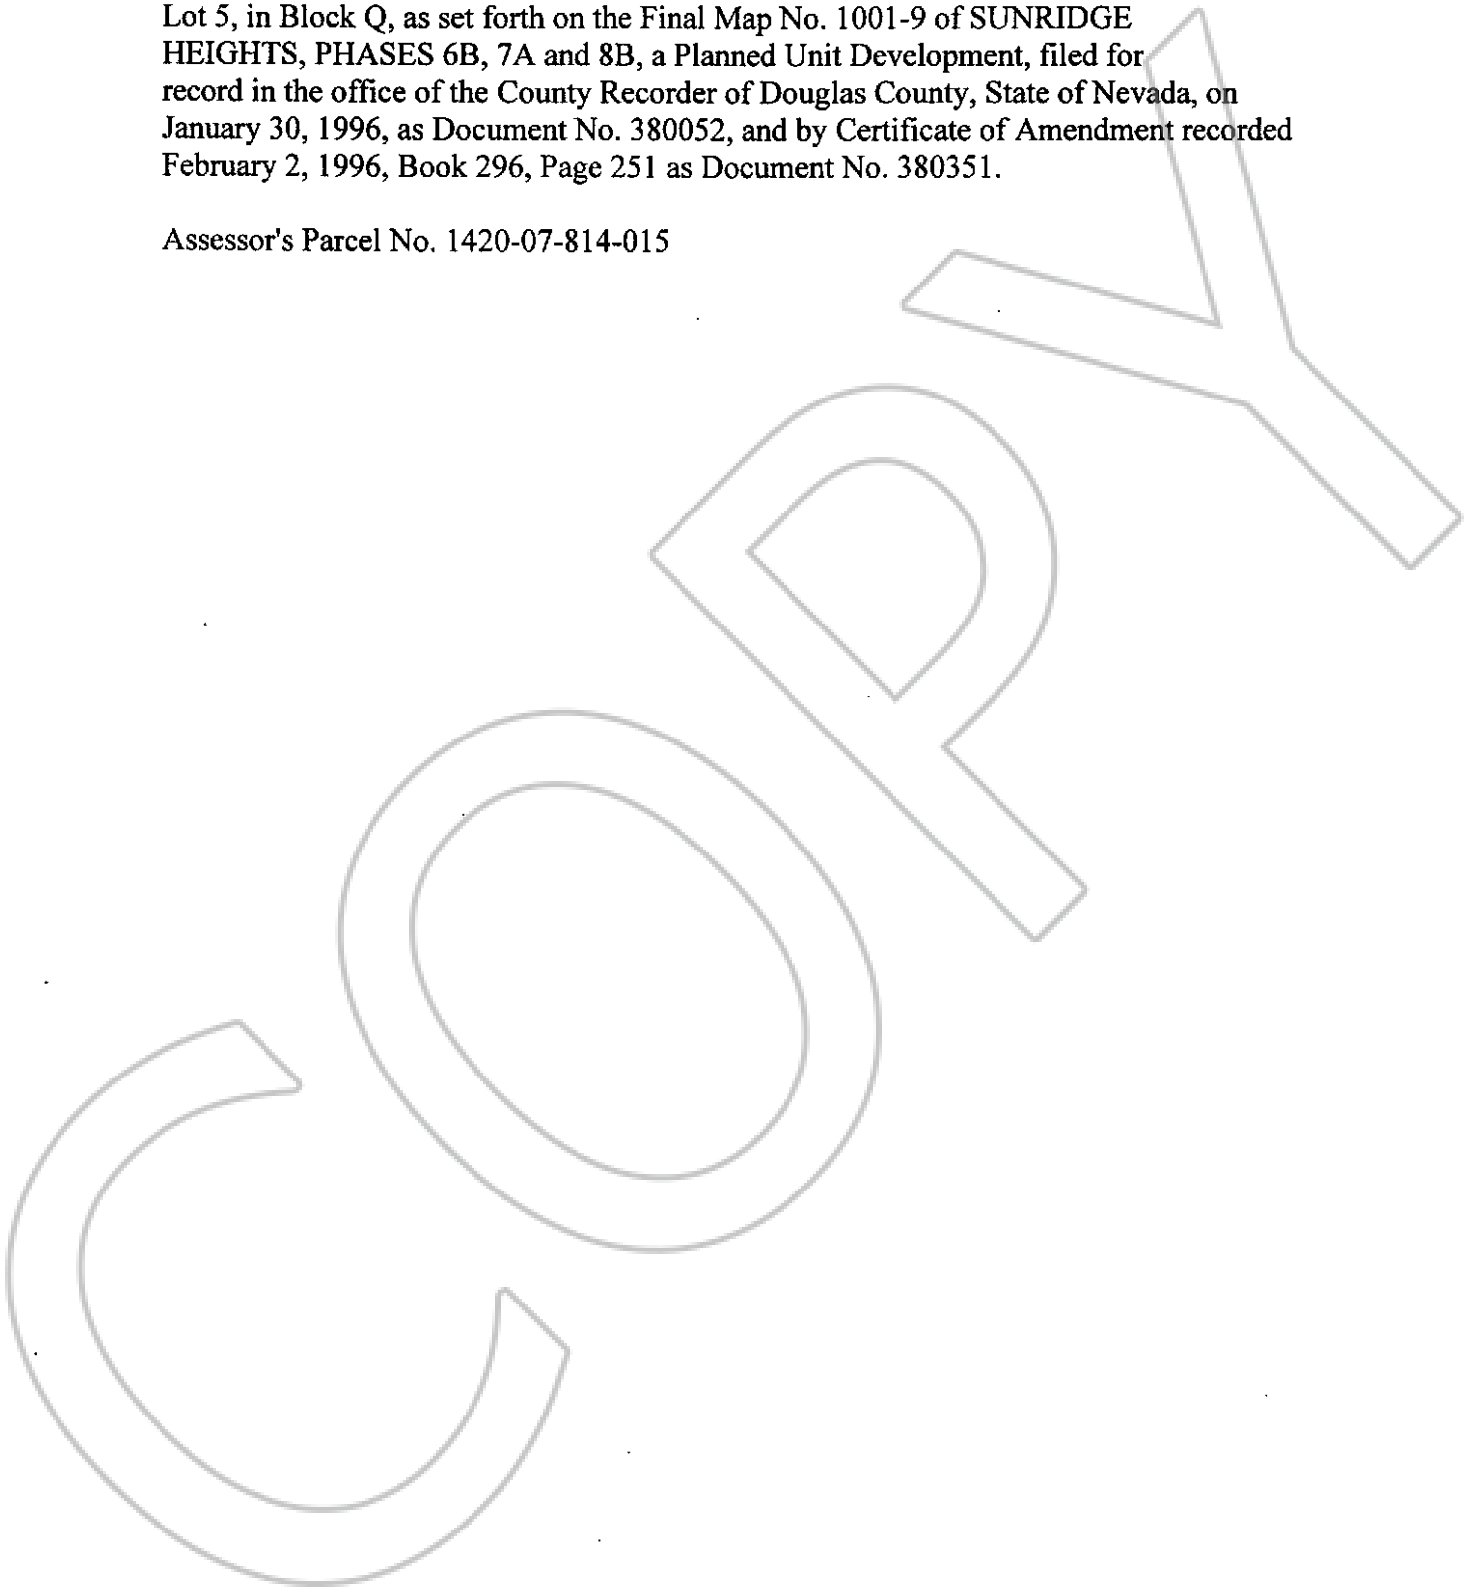 Lot 5, in Block Q, as set forth on the Final Map No. 1001-9 of SUNRIDGE
HEIGHTS, PHASES 6B, 7A and 8B, a Planned Unit Development, filed for
record in the office of the County Recorder of Douglas County, State of Nevada, on
January 30, 1996, as Document No. 380052, and by Certificate of Amendment recorded
February 2, 1996, Book 296, Page 251 as Document No. 380351.
Assessor's Parcel No. 1420-07-814-015
COPY